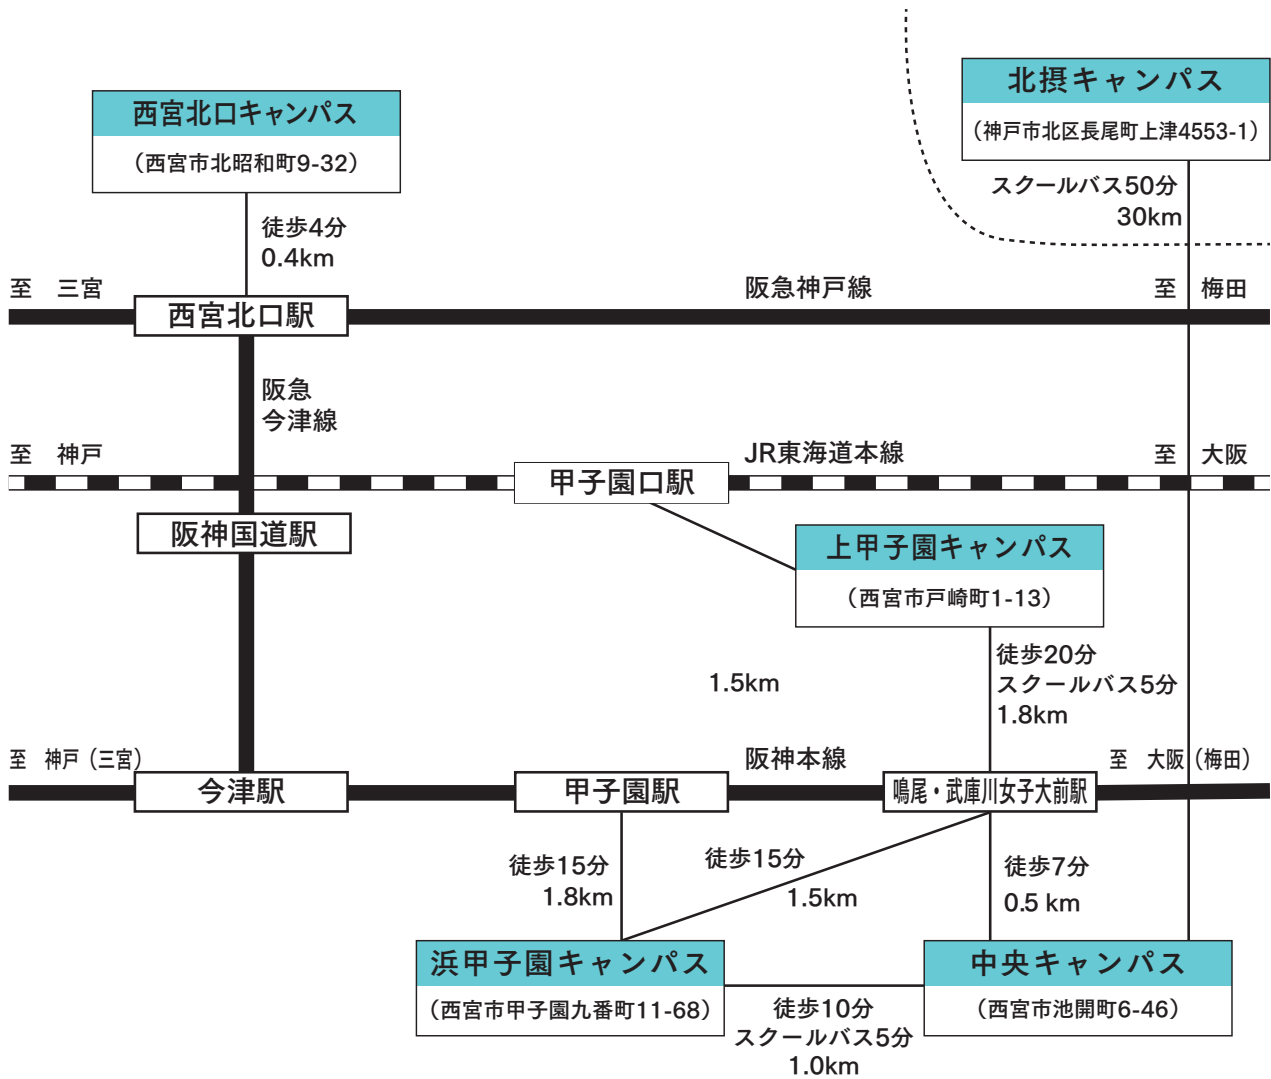 北摂キャンパス
（神戸市北区長尾町上津4553-1）
西宮北口キャンパス
（西宮市北昭和町9-32）
スクールバス50分
30km
徒歩4分
0.4km
至　三宮
阪急神戸線
至　梅田
西宮北口駅
阪急
今津線
至　神戸
JR東海道本線
至　大阪
甲子園口駅
阪神国道駅
上甲子園キャンパス
（西宮市戸崎町1-13）
徒歩20分
スクールバス5分
1.8km
1.5km
至　神戸（三宮）
阪神本線
至　大阪（梅田）
今津駅
甲子園駅
鳴尾・武庫川女子大前駅
徒歩15分
1.8km
徒歩15分
1.5km
徒歩7分
0.5 km
浜甲子園キャンパス
（西宮市甲子園九番町11-68）
中央キャンパス
（西宮市池開町6-46）
徒歩10分
スクールバス5分
1.0km